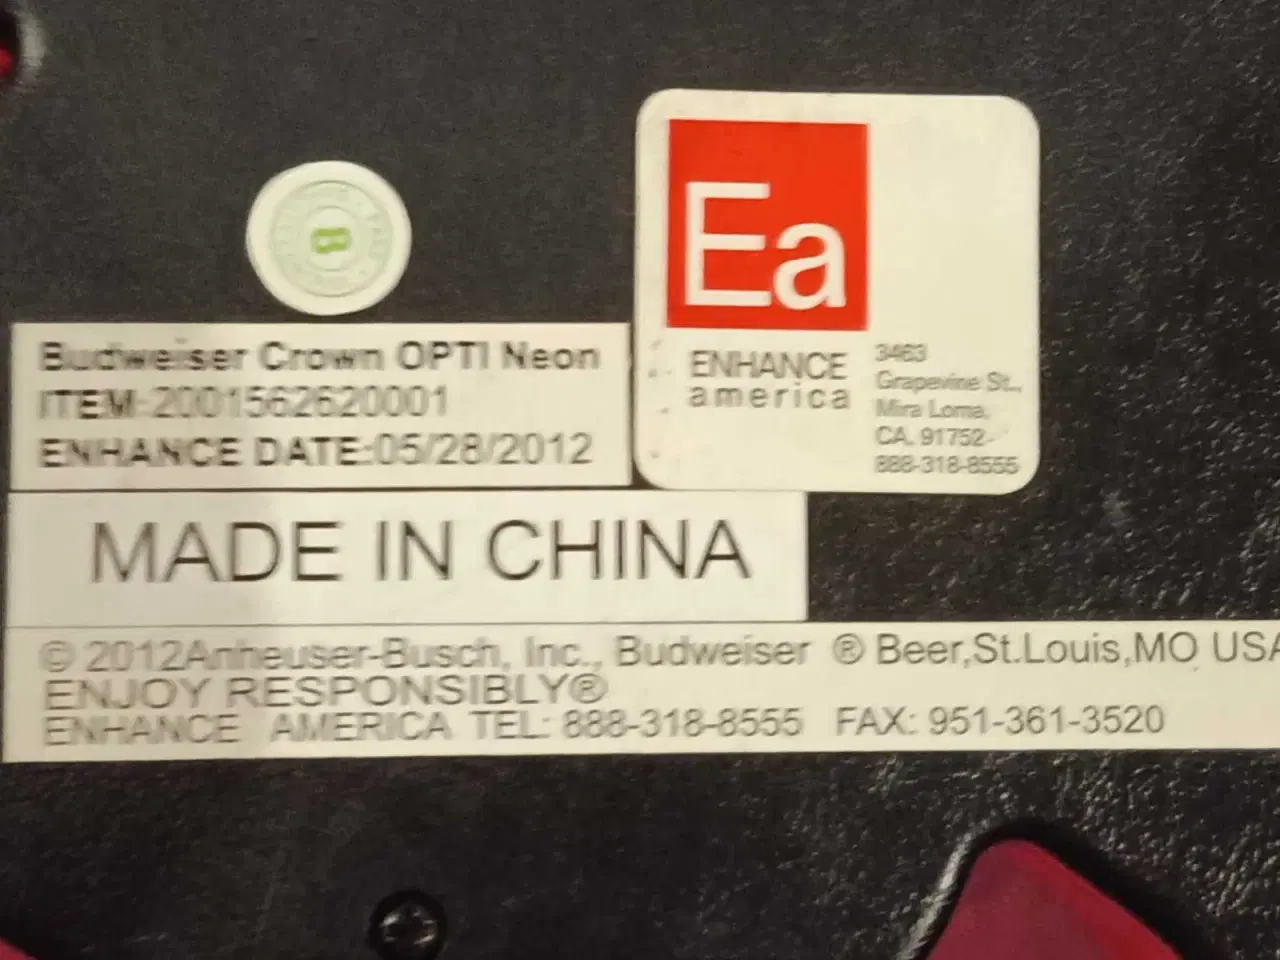 B
Ea
ENHANCE
america
3463
Grapevine St.,
Mira Loma,
CA. 91752
888-318-8555
Budweiser Crown OPTI Neon
ITEM:2001562620001
ENHANCE DATE:05/28/2012
MADE IN CHINA
© 2012Anheuser-Busch, Inc., Budweiser ® Beer,St.Louis,MO USA
ENJOY RESPONSIBLY®
ENHANCE AMERICA TEL: 888-318-8555 FAX: 951-361-3520